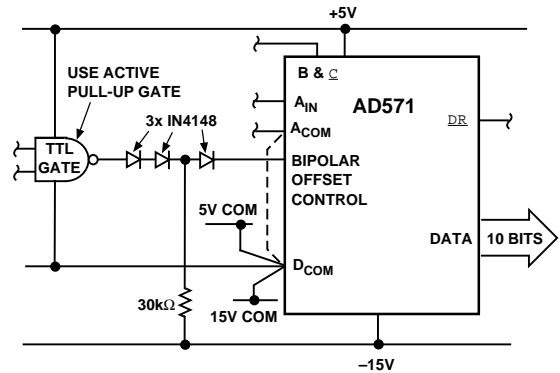 +5V
USE ACTIVE
PULL-UP GATE
B & C
AD571
3x IN4148
AIN
ACOM
DR
TTL
GATE
BIPOLAR
OFFSET
CONTROL
5V COM
DATA
10 BITS
DCOM
30kΩ
15V COM
–15V